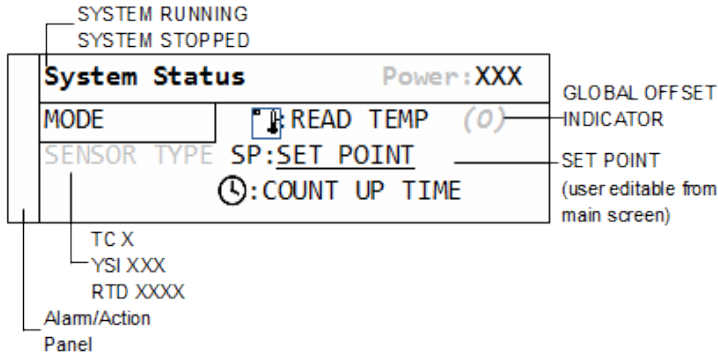 SYSTEM RUNNING
SYSTEM STOPPED
System Status Power:XXX
GLOBAL OFFSET
INDICATOR
MODE :READ TEMP (O)
SENSOR TYPE SP:SET POINT
SET POINT
(user editable from
main screen)
:COUNT UP TIME
TC X
YSI XXX
RTD XXXX
Alarm/Action
Panel